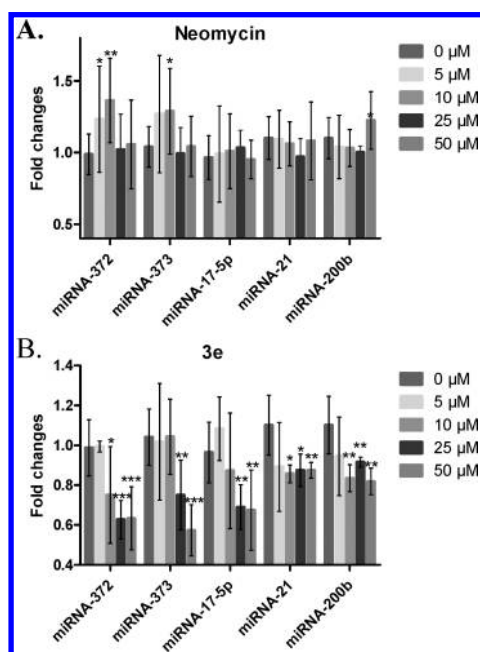 A.
Neomycin
Fold changes
1.5
1.0
0.5
* ** * *
miRNA-372
miRNA-373
miRNA-17-5p
miRNA-21
miRNA-200b
0 µM
5 µM
10 µM
25 µM
50 µM
B.
3e
Fold changes
1.4
1.2
1.0
0.8
0.6
0.4
* *** *** ** *** ** ** * * ** ** ** **
miRNA-372
miRNA-373
miRNA-17-5p
miRNA-21
miRNA-200b
0 µM
5 µM
10 µM
25 µM
50 µM